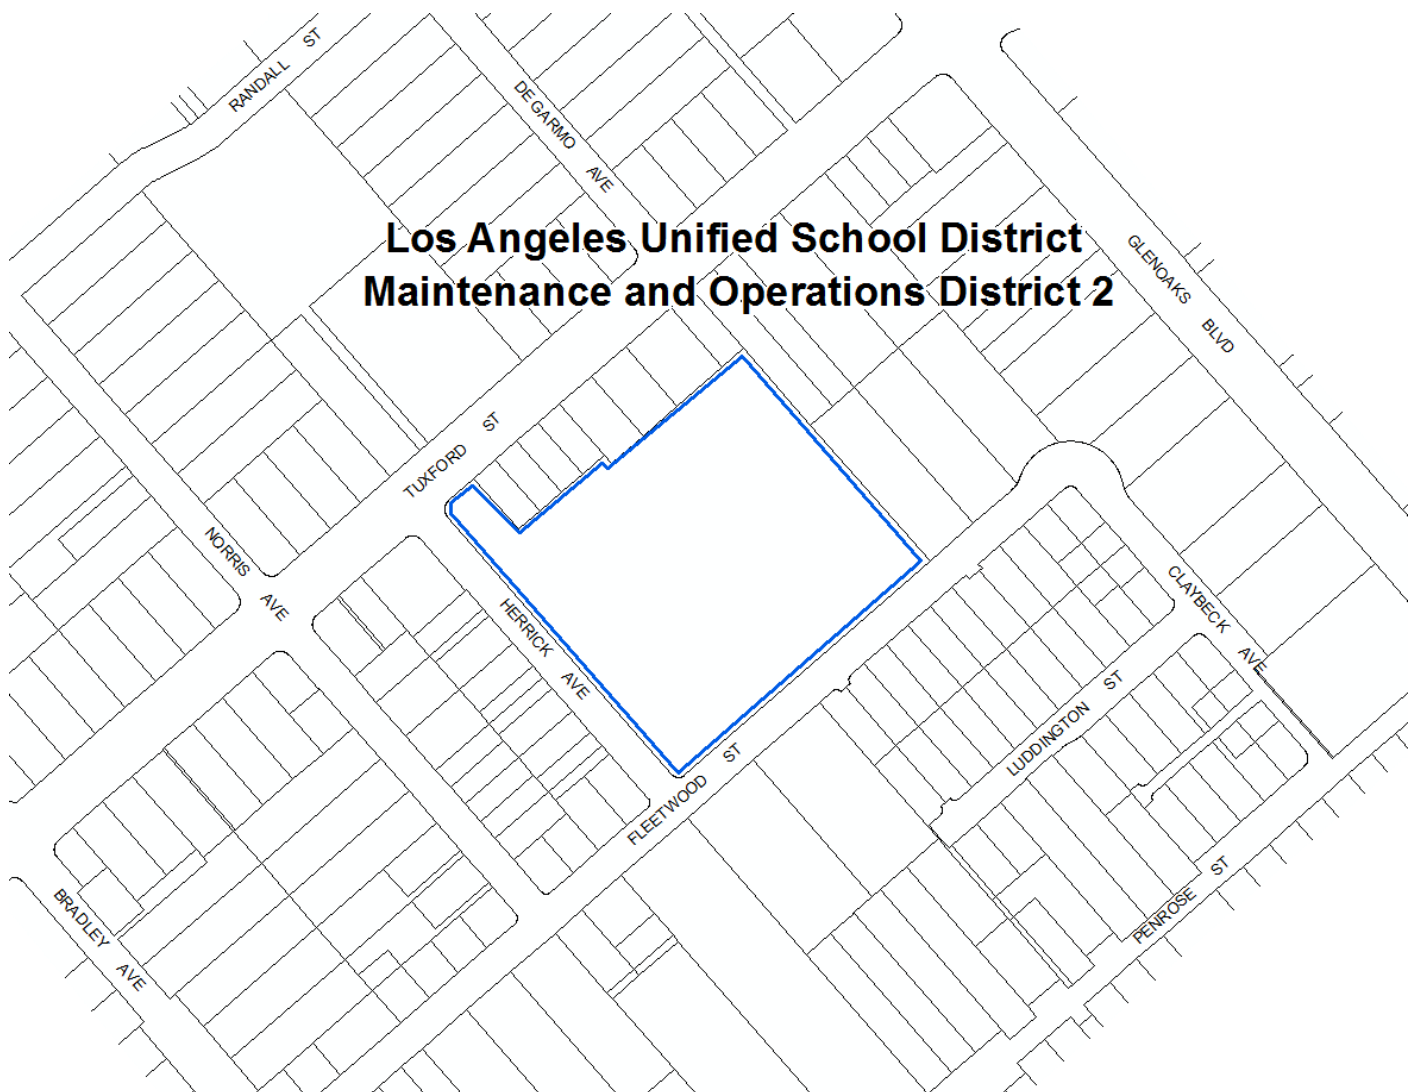 RANDALL ST
DE GARMO AVE
Los Angeles Unified School District
Maintenance and Operations District 2
GLENOAKS BLVD
TUXFORD ST
NORRIS AVE
HERRICK AVE
CLAYBECK AVE
LUDDINGTON ST
FLEETWOOD ST
BRADLEY AVE
PENROSE ST